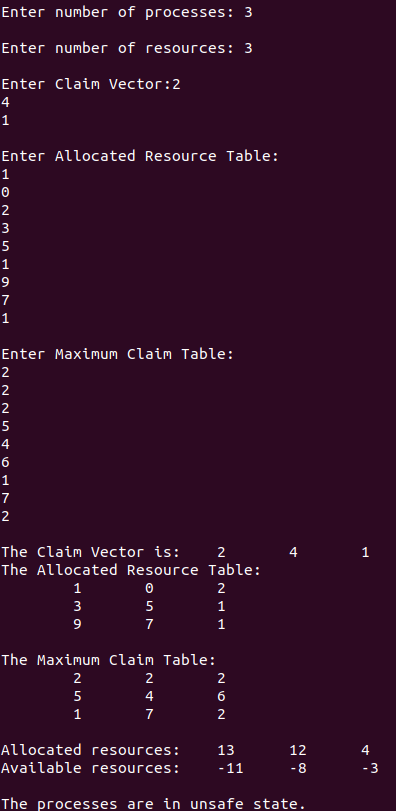 Enter number of processes: 3
Enter number of resources: 3
Enter Claim Vector:2
4
1
Enter Allocated Resource Table:
1
0
2
3
5
1
9
7
1
Enter Maximum Claim Table:
2
2
2
5
4
6
1
7
2
The Claim Vector is: 2 4 1
The Allocated Resource Table:
1 0 2
3 5 1
9 7 1
The Maximum Claim Table:
2 2 2
5 4 6
1 7 2
Allocated resources: 13 12 4
Available resources: -11 -8 -3
The processes are in unsafe state.